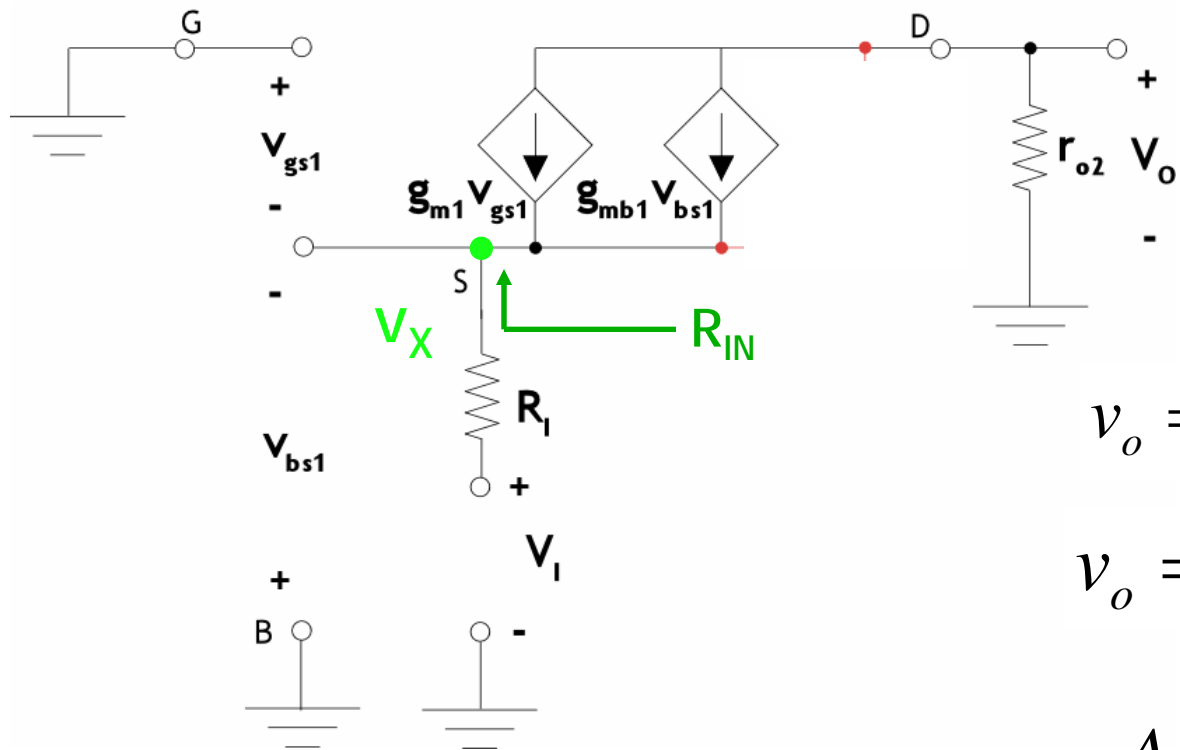 G
D
+
+
v_gs1
r_o2
V_o
-
g_m1 v_gs1
g_mb1 v_bs1
-
-
S
V_X
R_IN
R_I
v_o =
v_bs1
+
V_I
v_o =
+
B
-
A